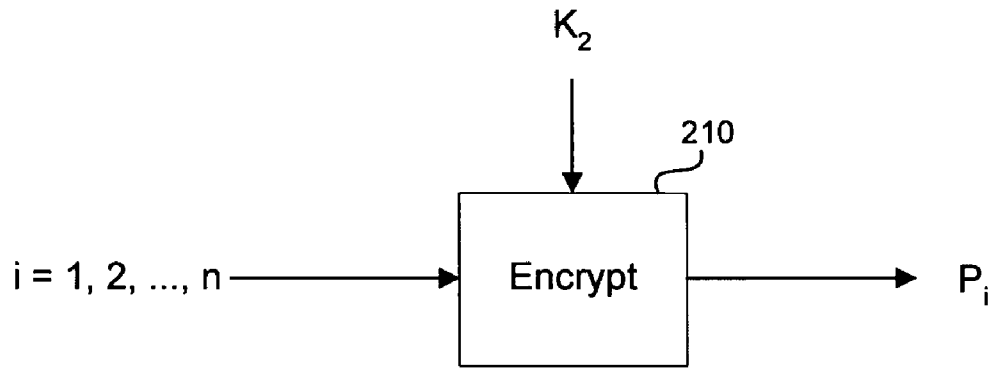 K₂
210
i = 1, 2, ..., n
Encrypt
Pᵢ